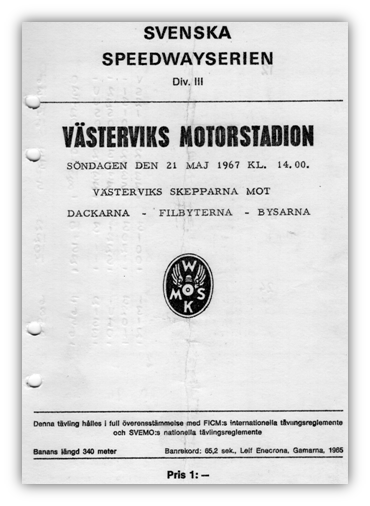 SVENSKA
SPEEDWAYSERIEN
Div. III
VÄSTERVIKS MOTORSTADION
SÖNDAGEN DEN 21 MAJ 1967 KL. 14.00.
VÄSTERVIKS SKEPPARNA MOT
DACKARNA - FILBYTERNA - BYSARNA
W
M O S
K
Denna tävling hålles i full överensstämmelse med FICM:s internationella tävlingsreglemente
och SVEMO:s nationella tävlingsreglemente
Banans längd 340 meter Banrekord: 65,2 sek., Leif Enecrona, Gamarna, 1965
Pris 1: —